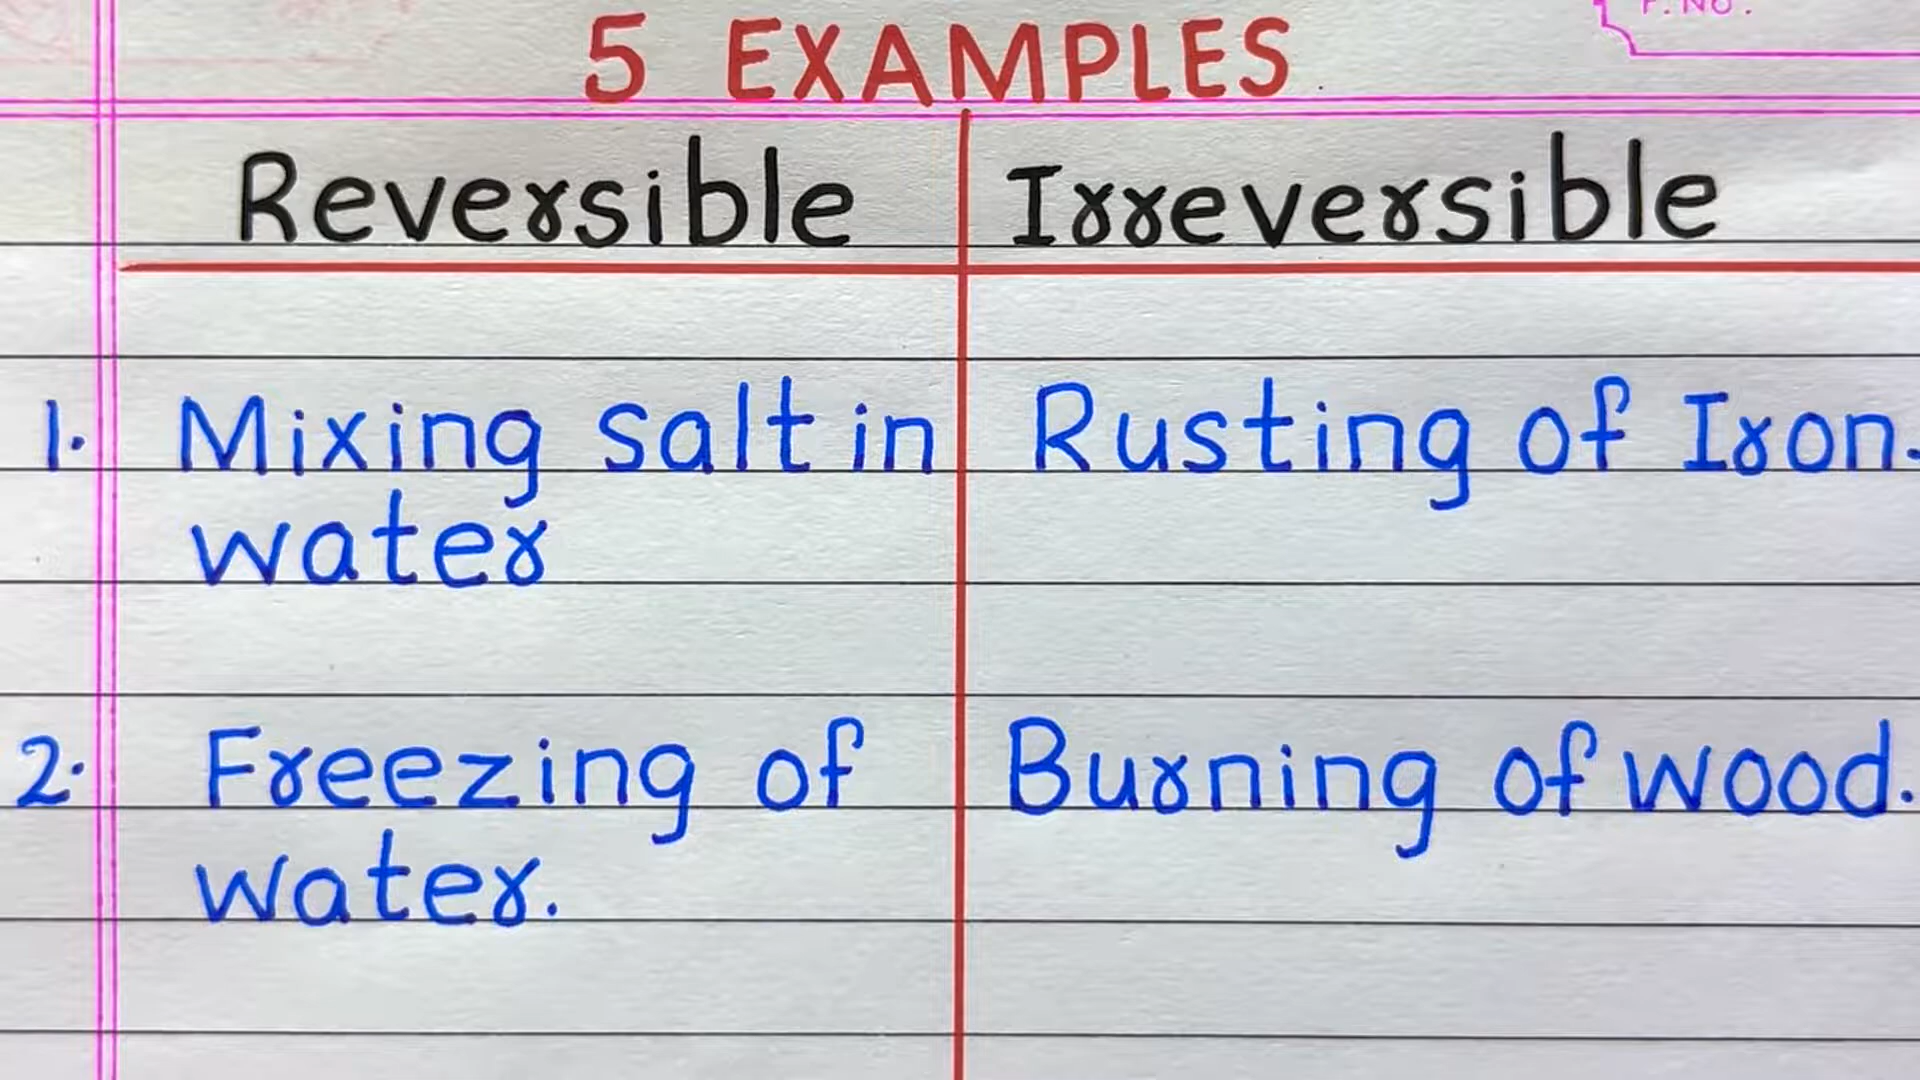 P. NO.
5 EXAMPLES
Reversible Irreversible
1. Mixing salt in Rusting of Iron.
water
2. Freezing of Burning of wood.
water.